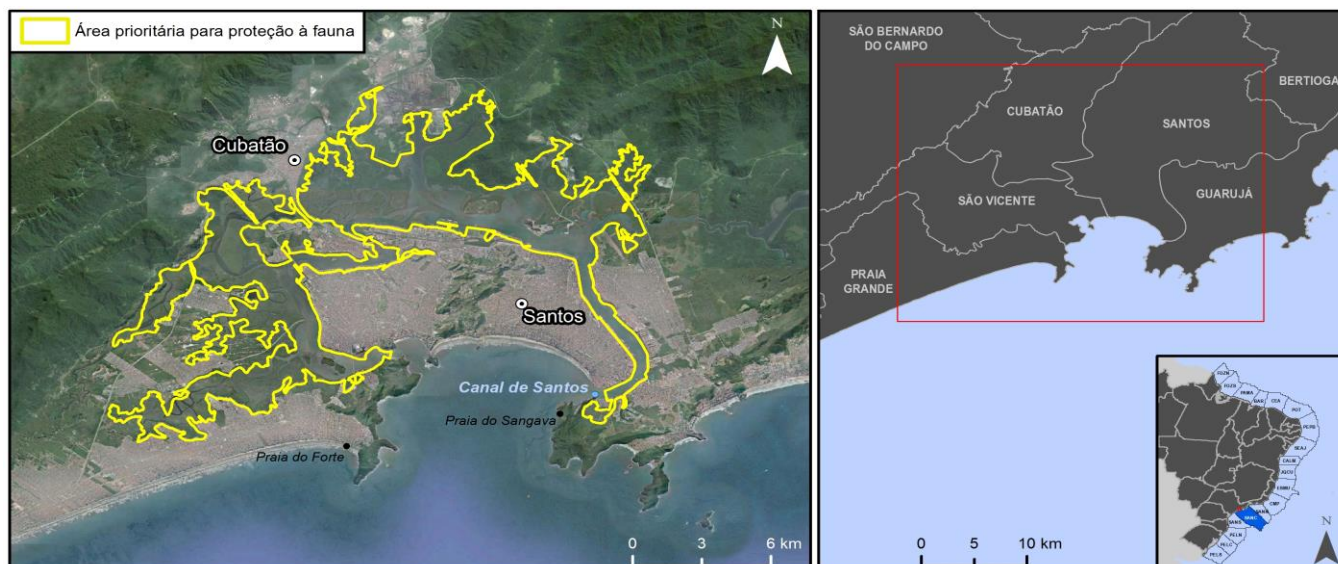 Área prioritária para proteção à fauna
N
Cubatão
Santos
Canal de Santos
Praia do Sangava
Praia do Forte
0 3 6 km
SÃO BERNARDO
DO CAMPO
BERTIOGA
CUBATÃO
SANTOS
GUARUJÁ
SÃO VICENTE
PRAIA
GRANDE
0 5 10 km
N